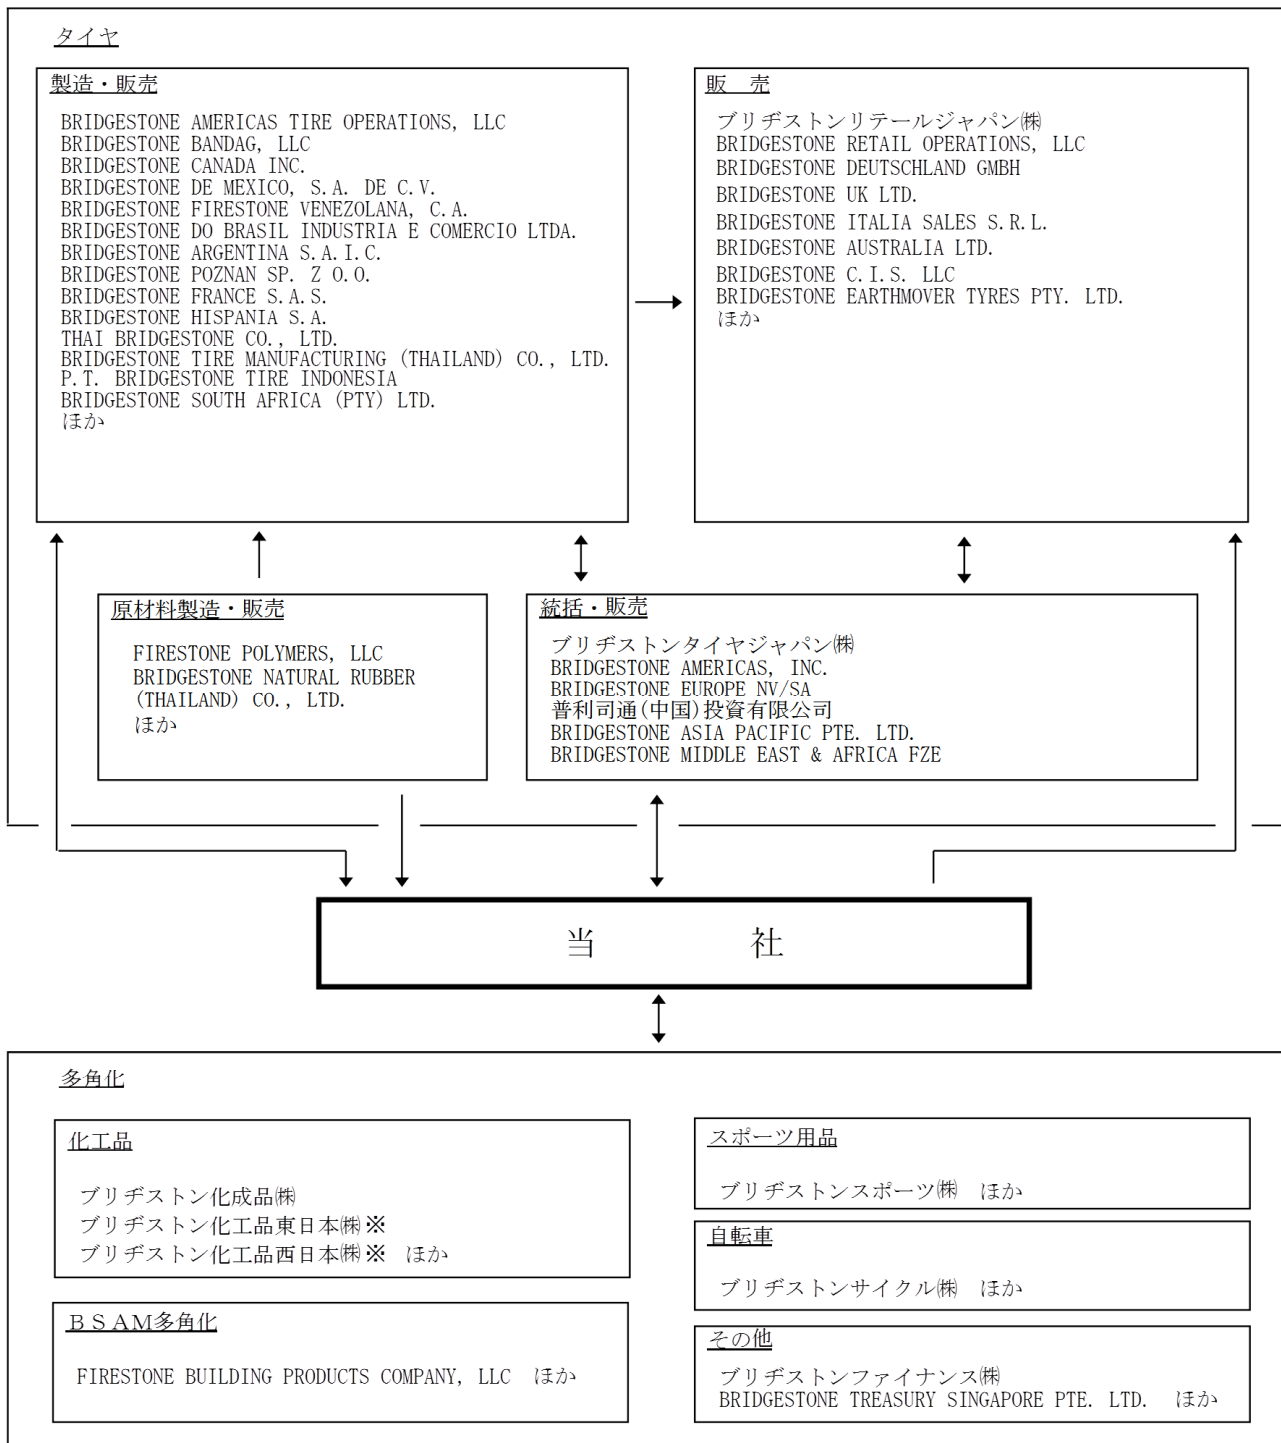 タイヤ
製造・販売
BRIDGESTONE AMERICAS TIRE OPERATIONS, LLC
BRIDGESTONE BANDAG, LLC
BRIDGESTONE CANADA INC.
BRIDGESTONE DE MEXICO, S.A. DE C.V.
BRIDGESTONE FIRESTONE VENEZOLANA, C.A.
BRIDGESTONE DO BRASIL INDUSTRIA E COMERCIO LTDA.
BRIDGESTONE ARGENTINA S.A.I.C.
BRIDGESTONE POZNAN SP. Z O.O.
BRIDGESTONE FRANCE S.A.S.
BRIDGESTONE HISPANIA S.A.
THAI BRIDGESTONE CO., LTD.
BRIDGESTONE TIRE MANUFACTURING (THAILAND) CO., LTD.
P.T. BRIDGESTONE TIRE INDONESIA
BRIDGESTONE SOUTH AFRICA (PTY) LTD.
ほか
販　売
ブリヂストンリテールジャパン㈱
BRIDGESTONE RETAIL OPERATIONS, LLC
BRIDGESTONE DEUTSCHLAND GMBH
BRIDGESTONE UK LTD.
BRIDGESTONE ITALIA SALES S.R.L.
BRIDGESTONE AUSTRALIA LTD.
BRIDGESTONE C.I.S. LLC
BRIDGESTONE EARTHMOVER TYRES PTY. LTD.
ほか
原材料製造・販売
FIRESTONE POLYMERS, LLC
BRIDGESTONE NATURAL RUBBER
(THAILAND) CO., LTD.
ほか
統括・販売
ブリヂストンタイヤジャパン㈱
BRIDGESTONE AMERICAS, INC.
BRIDGESTONE EUROPE NV/SA
普利司通(中国)投資有限公司
BRIDGESTONE ASIA PACIFIC PTE. LTD.
BRIDGESTONE MIDDLE EAST & AFRICA FZE
当　社
多角化
化工品
ブリヂストン化成品㈱
ブリヂストン化工品東日本㈱※
ブリヂストン化工品西日本㈱※　ほか
ＢＳＡＭ多角化
FIRESTONE BUILDING PRODUCTS COMPANY, LLC　ほか
スポーツ用品
ブリヂストンスポーツ㈱　ほか
自転車
ブリヂストンサイクル㈱　ほか
その他
ブリヂストンファイナンス㈱
BRIDGESTONE TREASURY SINGAPORE PTE. LTD.　ほか